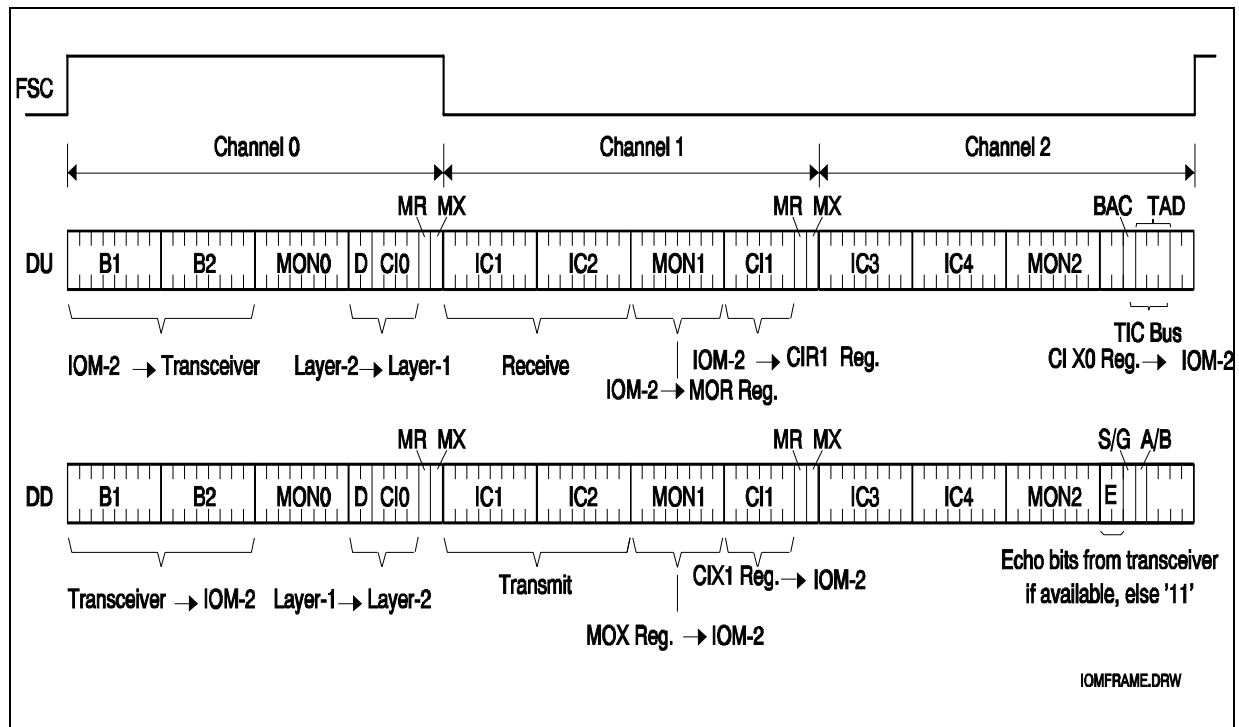 FSC
Channel 0 Channel 1 Channel 2
MR MX MR MX BAC TAD
DU B1 B2 MON0 D CI0 IC1 IC2 MON1 CI1 IC3 IC4 MON2
IOM-2 → Transceiver Layer-2 → Layer-1 Receive IOM-2 → CIR1 Reg. TIC Bus
IOM-2 → MOR Reg. CI X0 Reg. → IOM-2
MR MX MR MX S/G A/B
DD B1 B2 MON0 D CI0 IC1 IC2 MON1 CI1 IC3 IC4 MON2 E
Transceiver → IOM-2 Layer-1 → Layer-2 Transmit CIX1 Reg. → IOM-2 Echo bits from transceiver
if available, else '11'
MOX Reg. → IOM-2
IOMFRAME.DRW